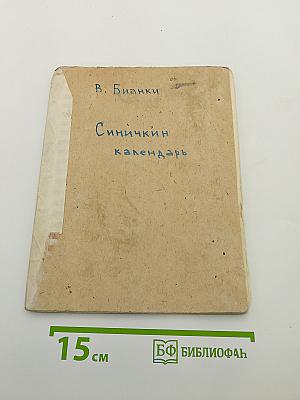 В. Бианки
Синичкин
календарь
15 см
БФ БИБЛИОФАН